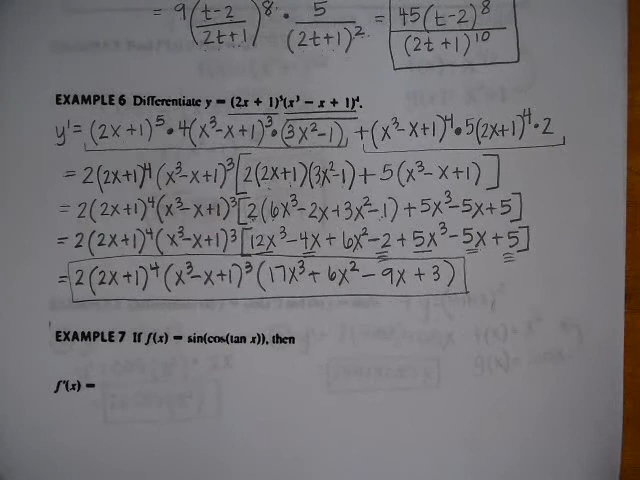 = 9((t-2)/(2t+1))^8 · 5/(2t+1)^2 = 45(t-2)^8/(2t+1)^10
EXAMPLE 6 Differentiate y = (2x + 1)^5(x^3 − x + 1)^4.
y' = (2x+1)^5 · 4(x^3-x+1)^3 · (3x^2-1) + (x^3-x+1)^4 · 5(2x+1)^4 · 2
= 2(2x+1)^4 (x^3-x+1)^3 [2(2x+1)(3x^2-1) + 5(x^3-x+1)]
= 2(2x+1)^4 (x^3-x+1)^3 [2(6x^3-2x+3x^2-1) + 5x^3-5x+5]
= 2(2x+1)^4 (x^3-x+1)^3 [12x^3-4x+6x^2-2+5x^3-5x+5]
= 2(2x+1)^4 (x^3-x+1)^3 (17x^3+6x^2-9x+3)
EXAMPLE 7 If f(x) = sin(cos(tan x)), then
f'(x) =